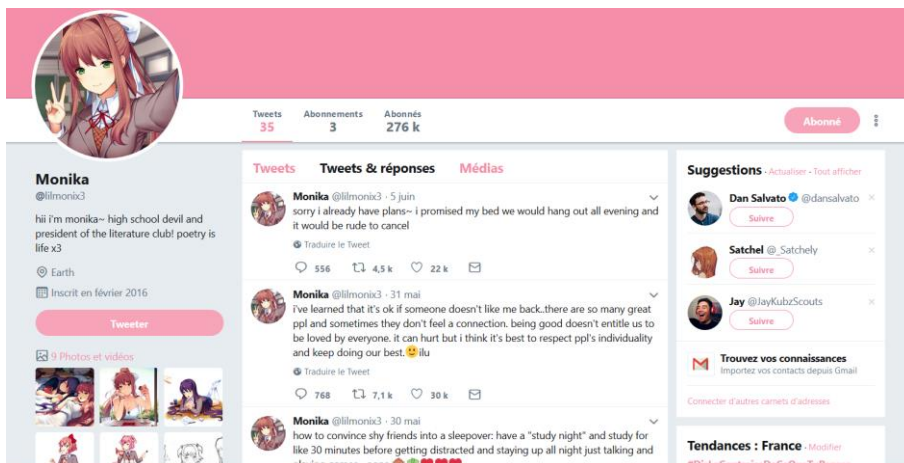 Tweets
35
Abonnements
3
Abonnés
276 k
Abonné
Monika
@lilmonix3
hii i'm monika~ high school devil and
president of the literature club! poetry is
life x3
Earth
Inscrit en février 2016
Tweeter
9 Photos et vidéos
Tweets Tweets & réponses Médias
Monika @lilmonix3 · 5 juin
sorry i already have plans~ i promised my bed we would hang out all evening and
it would be rude to cancel
Traduire le Tweet
556 4,5 k 22 k
Monika @lilmonix3 · 31 mai
i've learned that it's ok if someone doesn't like me back..there are so many great
ppl and sometimes they don't feel a connection. being good doesn't entitle us to
be loved by everyone. it can hurt but i think it's best to respect ppl's individuality
and keep doing our best.🙂ilu
Traduire le Tweet
768 7,1 k 30 k
Monika @lilmonix3 · 30 mai
how to convince shy friends into a sleepover: have a "study night" and study for
like 30 minutes before getting distracted and staying up all night just talking and
Suggestions · Actualiser · Tout afficher
Dan Salvato @dansalvato
Suivre
Satchel @_Satchely
Suivre
Jay @JayKubzScouts
Suivre
Trouvez vos connaissances
Importez vos contacts depuis Gmail
Connecter d'autres carnets d'adresses
Tendances : France · Modifier